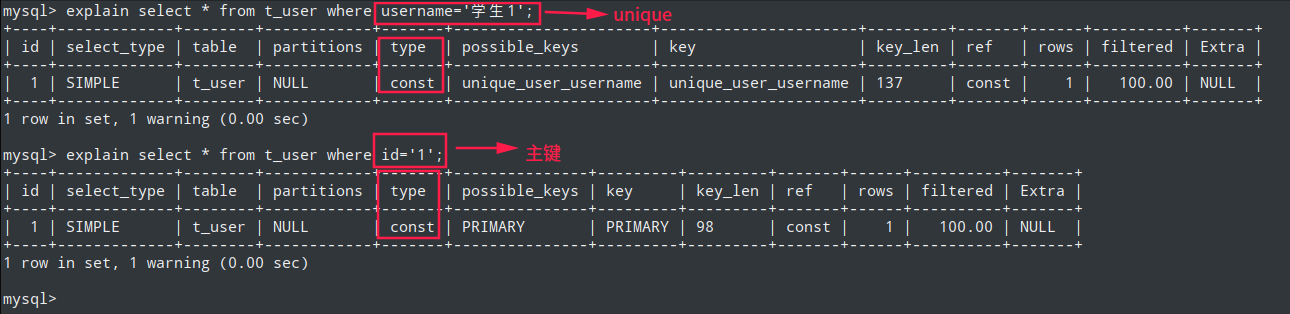 mysql> explain select * from t_user where username='学生1'; unique
+----+-------------+--------+------------+-------+----------------------+----------------------+---------+-------+------+----------+-------+
| id | select_type | table  | partitions | type  | possible_keys        | key                  | key_len | ref   | rows | filtered | Extra |
+----+-------------+--------+------------+-------+----------------------+----------------------+---------+-------+------+----------+-------+
|  1 | SIMPLE      | t_user | NULL       | const | unique_user_username | unique_user_username | 137     | const |    1 |   100.00 | NULL  |
+----+-------------+--------+------------+-------+----------------------+----------------------+---------+-------+------+----------+-------+
1 row in set, 1 warning (0.00 sec)
mysql> explain select * from t_user where id='1'; 主键
+----+-------------+--------+------------+-------+---------------+---------+---------+-------+------+----------+-------+
| id | select_type | table  | partitions | type  | possible_keys | key     | key_len | ref   | rows | filtered | Extra |
+----+-------------+--------+------------+-------+---------------+---------+---------+-------+------+----------+-------+
|  1 | SIMPLE      | t_user | NULL       | const | PRIMARY       | PRIMARY | 98      | const |    1 |   100.00 | NULL  |
+----+-------------+--------+------------+-------+---------------+---------+---------+-------+------+----------+-------+
1 row in set, 1 warning (0.00 sec)
mysql>